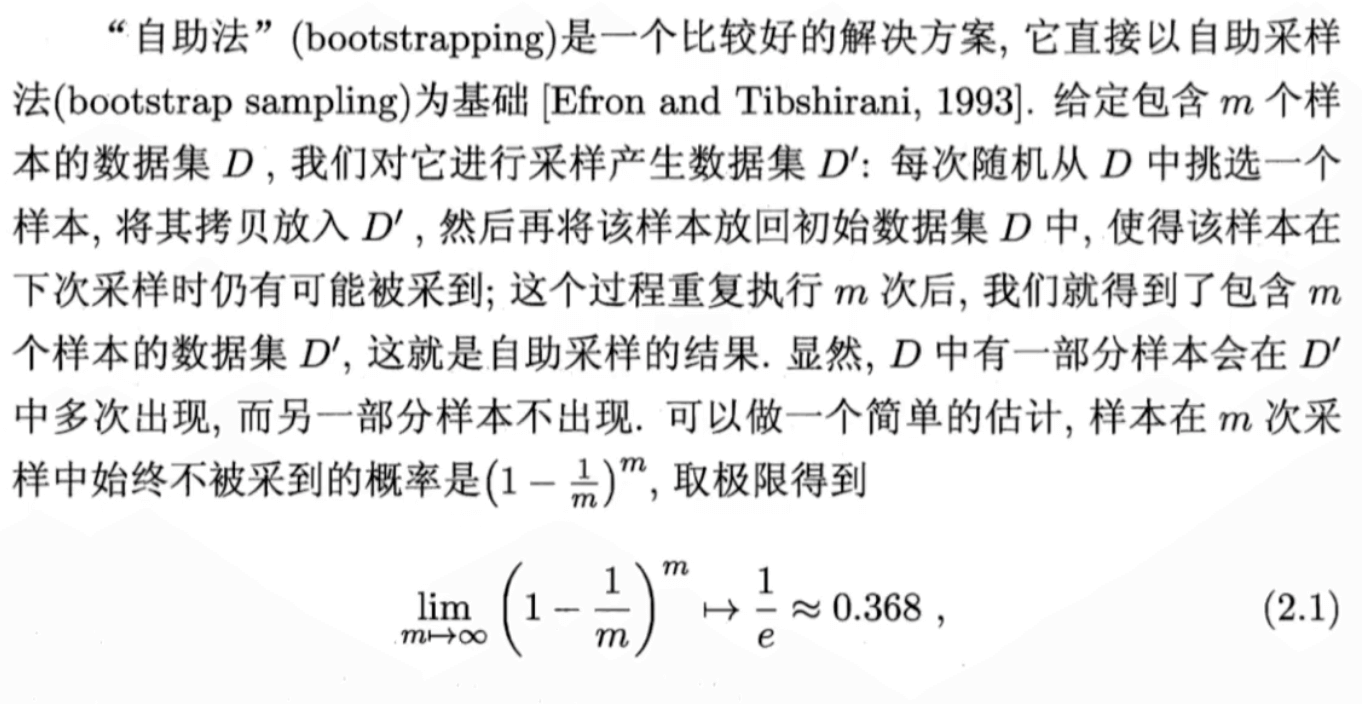 “自助法”(bootstrapping)是一个比较好的解决方案, 它直接以自助采样
法(bootstrap sampling)为基础 [Efron and Tibshirani, 1993]. 给定包含 m 个样
本的数据集 D , 我们对它进行采样产生数据集 D′: 每次随机从 D 中挑选一个
样本, 将其拷贝放入 D′ , 然后再将该样本放回初始数据集 D 中, 使得该样本在
下次采样时仍有可能被采到; 这个过程重复执行 m 次后, 我们就得到了包含 m
个样本的数据集 D′, 这就是自助采样的结果. 显然, D 中有一部分样本会在 D′
中多次出现, 而另一部分样本不出现. 可以做一个简单的估计, 样本在 m 次采
样中始终不被采到的概率是(1 − 1/m)^m, 取极限得到
lim_{m↦∞} (1 − 1/m)^m ↦ 1/e ≈ 0.368 , (2.1)